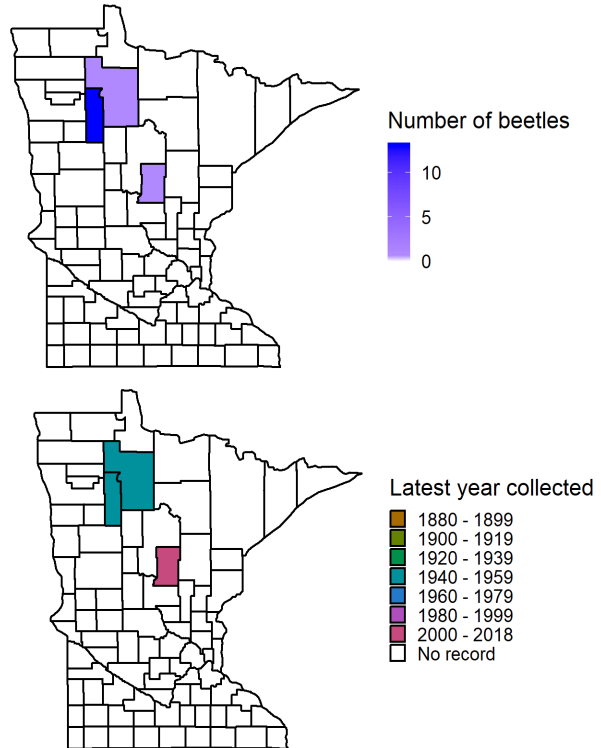 Number of beetles
10
5
0
Latest year collected
1880 - 1899
1900 - 1919
1920 - 1939
1940 - 1959
1960 - 1979
1980 - 1999
2000 - 2018
No record